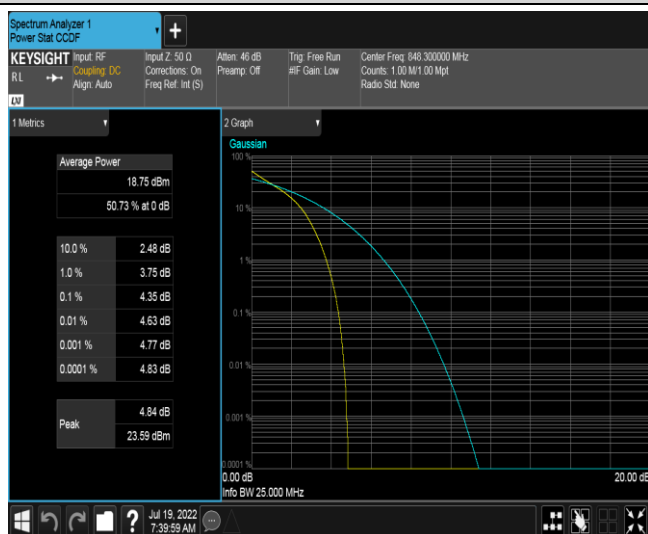 Spectrum Analyzer 1
Power Stat CCDF
+
KEYSIGHT
RL
LXI
Input: RF
Coupling: DC
Align: Auto
Input Z: 50 Ω
Corrections: On
Freq Ref: Int (S)
Atten: 46 dB
Preamp: Off
Trig: Free Run
#IF Gain: Low
Center Freq: 848.300000 MHz
Counts: 1.00 M/1.00 Mpt
Radio Std: None
1 Metrics
Average Power
18.75 dBm
50.73 % at 0 dB
10.0 % 2.48 dB
1.0 % 3.75 dB
0.1 % 4.35 dB
0.01 % 4.63 dB
0.001 % 4.77 dB
0.0001 % 4.83 dB
Peak
4.84 dB
23.59 dBm
2 Graph
Gaussian
100 %
10 %
1 %
0.1 %
0.01 %
0.001 %
0.0001 %
0.00 dB 20.00 dB
Info BW 25.000 MHz
?
Jul 19, 2022
7:39:59 AM